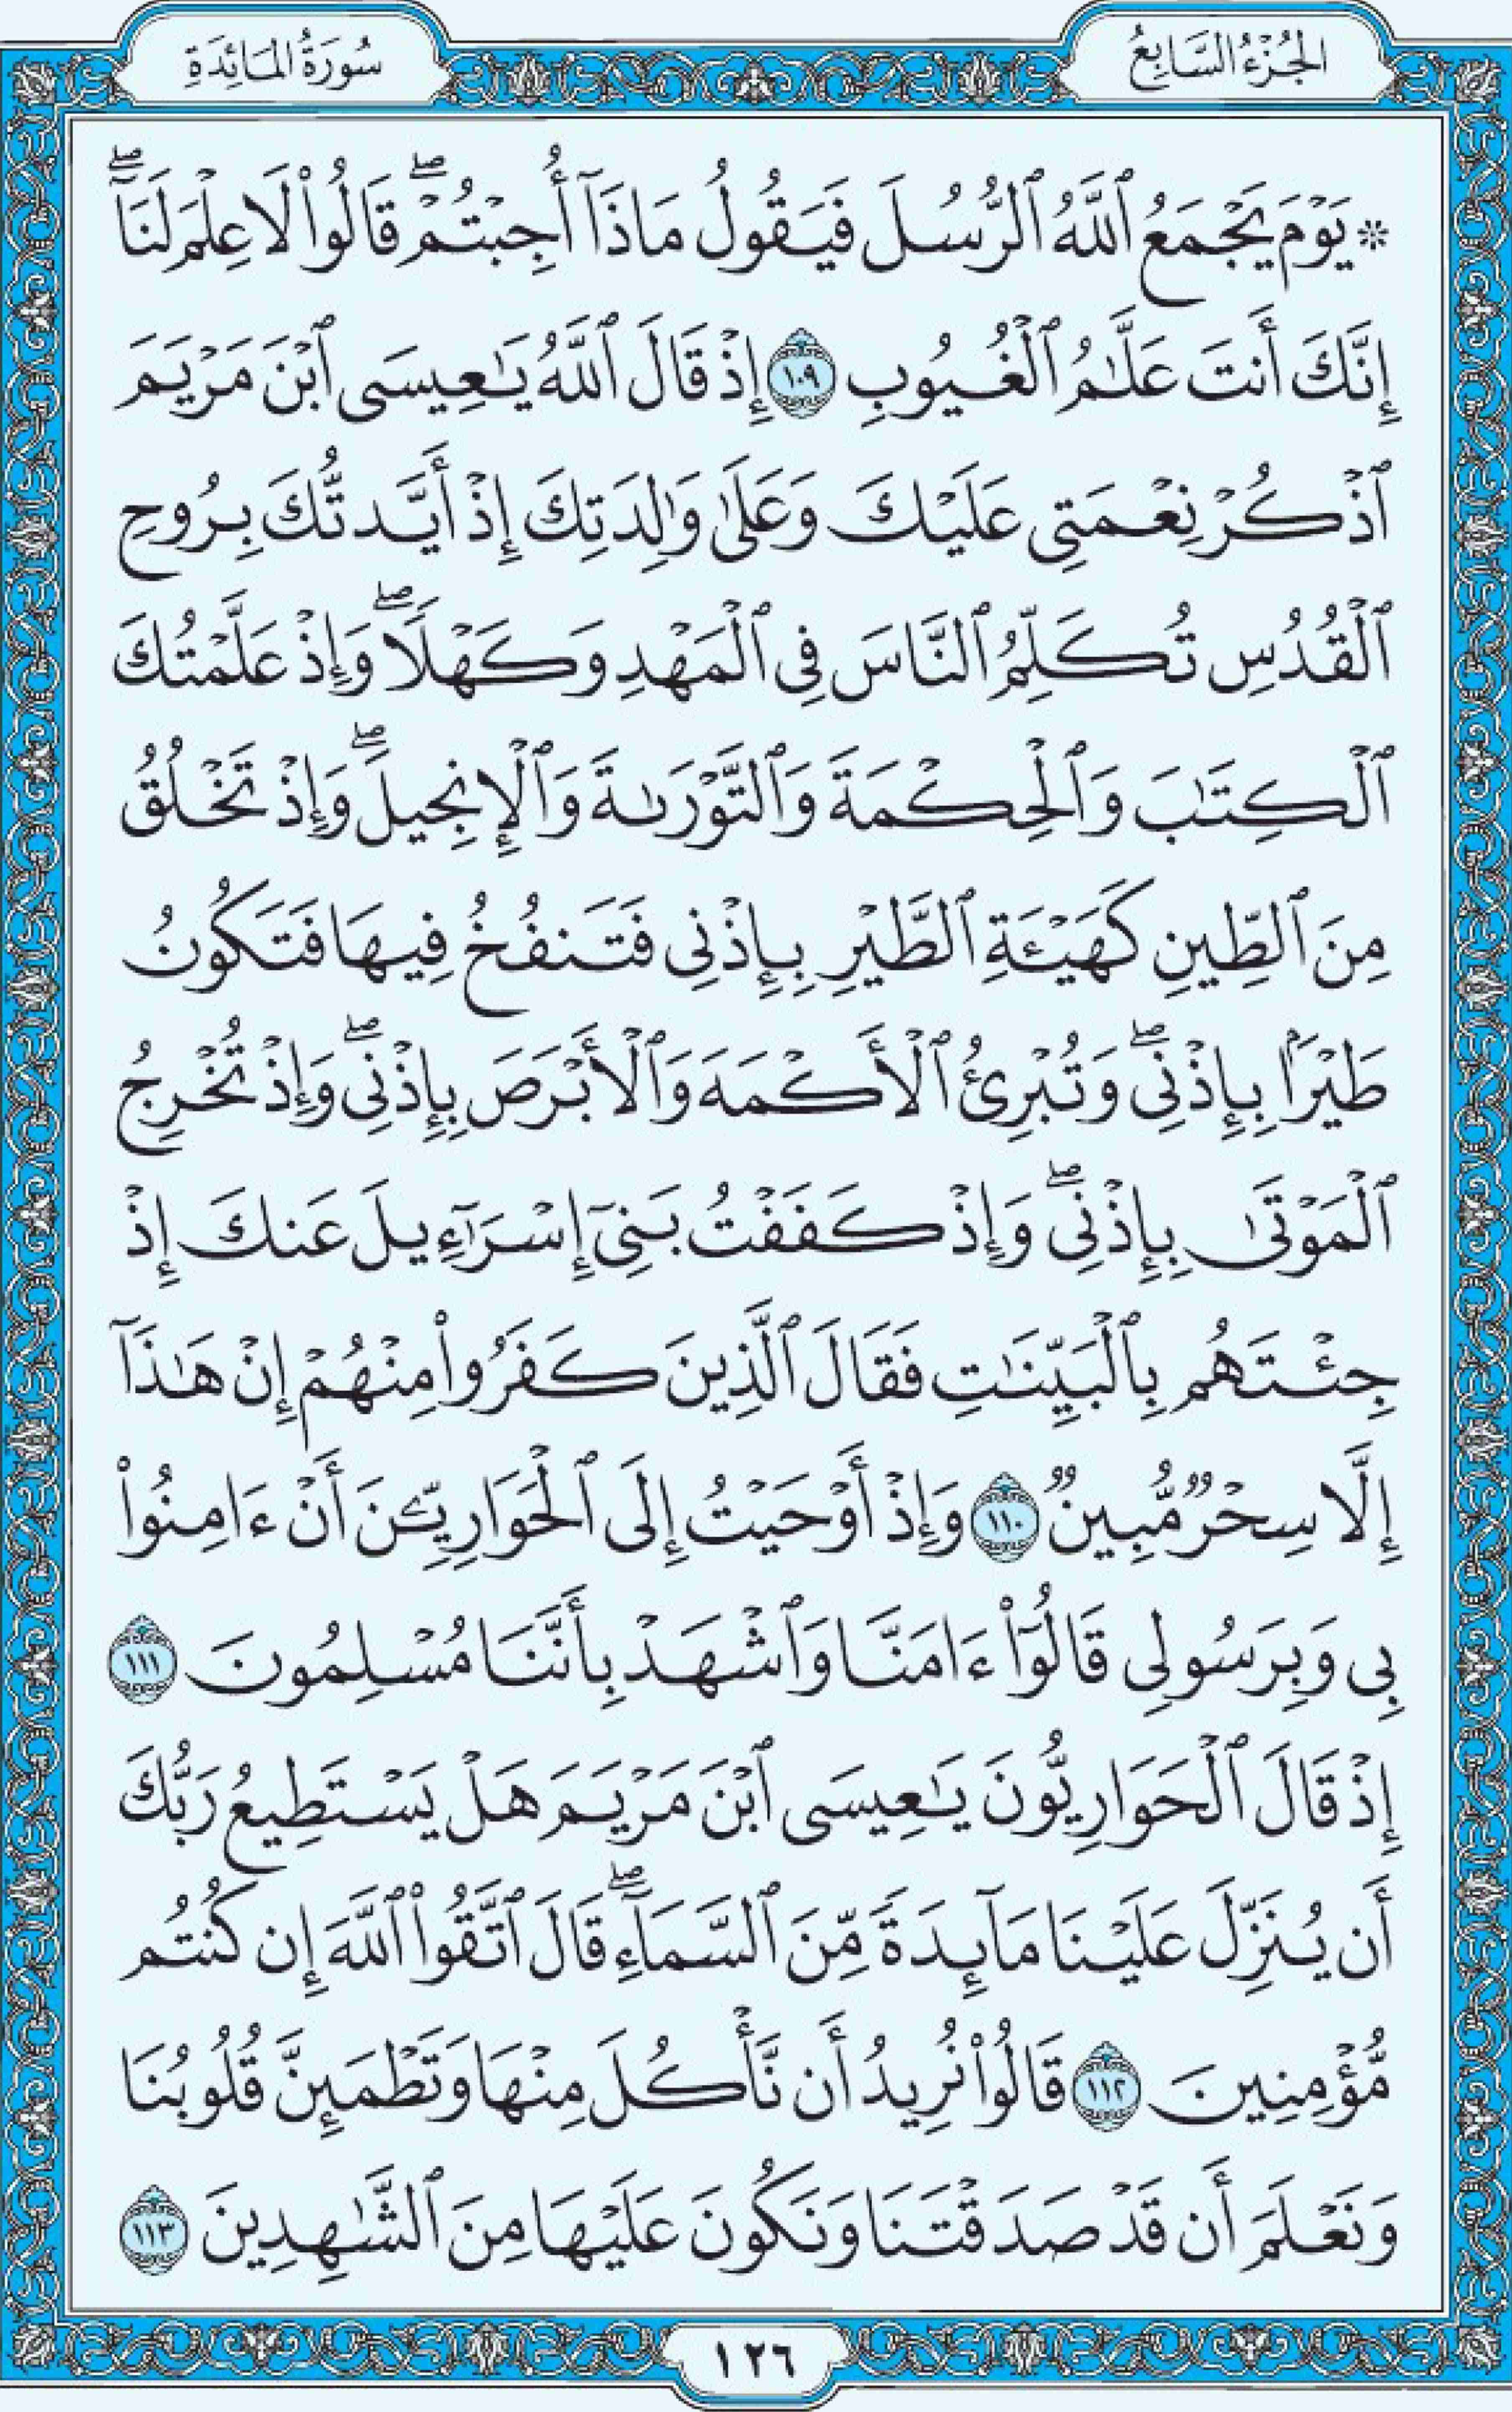 الجُزْءُ السَّابِعُ
سُورَةُ المَائِدَةِ
۞ يَوْمَ يَجْمَعُ ٱللَّهُ ٱلرُّسُلَ فَيَقُولُ مَاذَآ أُجِبْتُمْۖ قَالُوا۟ لَا عِلْمَ لَنَآۖ
إِنَّكَ أَنتَ عَلَّٰمُ ٱلْغُيُوبِ ١٠٩ إِذْ قَالَ ٱللَّهُ يَٰعِيسَى ٱبْنَ مَرْيَمَ
ٱذْكُرْ نِعْمَتِى عَلَيْكَ وَعَلَىٰ وَٰلِدَتِكَ إِذْ أَيَّدتُّكَ بِرُوحِ
ٱلْقُدُسِ تُكَلِّمُ ٱلنَّاسَ فِى ٱلْمَهْدِ وَكَهْلًاۖ وَإِذْ عَلَّمْتُكَ
ٱلْكِتَٰبَ وَٱلْحِكْمَةَ وَٱلتَّوْرَىٰةَ وَٱلْإِنجِيلَۖ وَإِذْ تَخْلُقُ
مِنَ ٱلطِّينِ كَهَيْـَٔةِ ٱلطَّيْرِ بِإِذْنِى فَتَنفُخُ فِيهَا فَتَكُونُ
طَيْرًۢا بِإِذْنِىۖ وَتُبْرِئُ ٱلْأَكْمَهَ وَٱلْأَبْرَصَ بِإِذْنِىۖ وَإِذْ تُخْرِجُ
ٱلْمَوْتَىٰ بِإِذْنِىۖ وَإِذْ كَفَفْتُ بَنِىٓ إِسْرَٰٓءِيلَ عَنكَ إِذْ
جِئْتَهُم بِٱلْبَيِّنَٰتِ فَقَالَ ٱلَّذِينَ كَفَرُوا۟ مِنْهُمْ إِنْ هَٰذَآ
إِلَّا سِحْرٌ مُّبِينٌ ١١٠ وَإِذْ أَوْحَيْتُ إِلَى ٱلْحَوَارِيِّـۧنَ أَنْ ءَامِنُوا۟
بِى وَبِرَسُولِى قَالُوٓا۟ ءَامَنَّا وَٱشْهَدْ بِأَنَّنَا مُسْلِمُونَ ١١١
إِذْ قَالَ ٱلْحَوَارِيُّونَ يَٰعِيسَى ٱبْنَ مَرْيَمَ هَلْ يَسْتَطِيعُ رَبُّكَ
أَن يُنَزِّلَ عَلَيْنَا مَآئِدَةً مِّنَ ٱلسَّمَآءِۖ قَالَ ٱتَّقُوا۟ ٱللَّهَ إِن كُنتُم
مُّؤْمِنِينَ ١١٢ قَالُوا۟ نُرِيدُ أَن نَّأْكُلَ مِنْهَا وَتَطْمَئِنَّ قُلُوبُنَا
وَنَعْلَمَ أَن قَدْ صَدَقْتَنَا وَنَكُونَ عَلَيْهَا مِنَ ٱلشَّٰهِدِينَ ١١٣
١٢٦